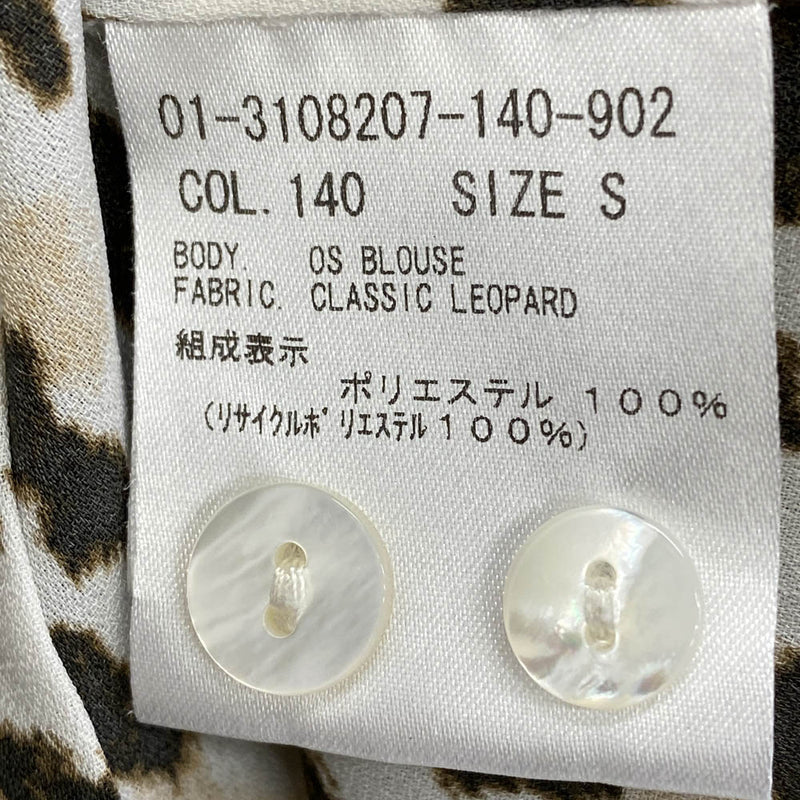 01-3108207-140-902
COL. 140 SIZE S
BODY. OS BLOUSE
FABRIC. CLASSIC LEOPARD
組成表示
ポリエステル 100%
(リサイクルポリエステル100%)